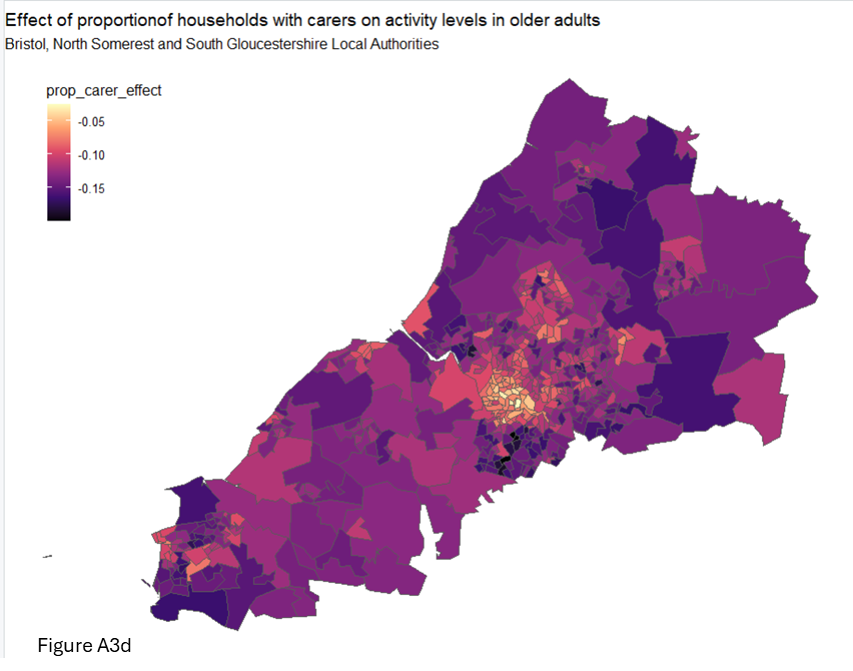 Effect of proportionof households with carers on activity levels in older adults
Bristol, North Somerest and South Gloucestershire Local Authorities
prop_carer_effect
-0.05
-0.10
-0.15
Figure A3d